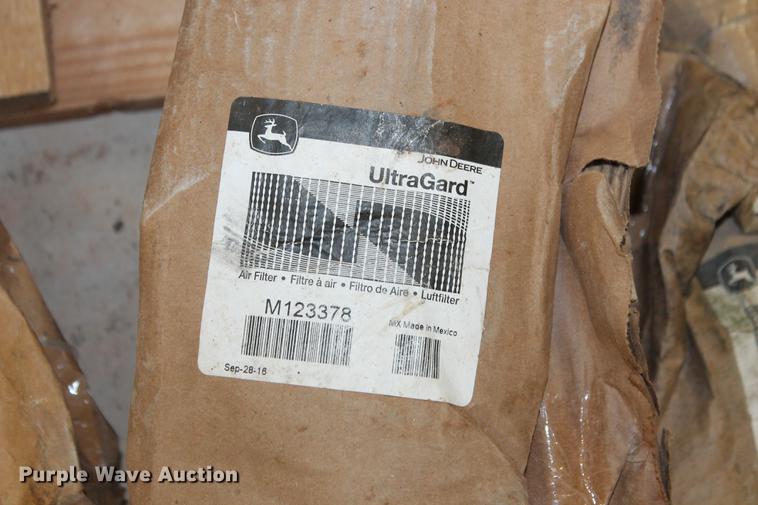 JOHN DEERE
UltraGard™
Air Filter • Filtre à air • Filtro de Aire • Luftfilter
M123378
MX Made in Mexico
Sep-28-16
Purple Wave Auction